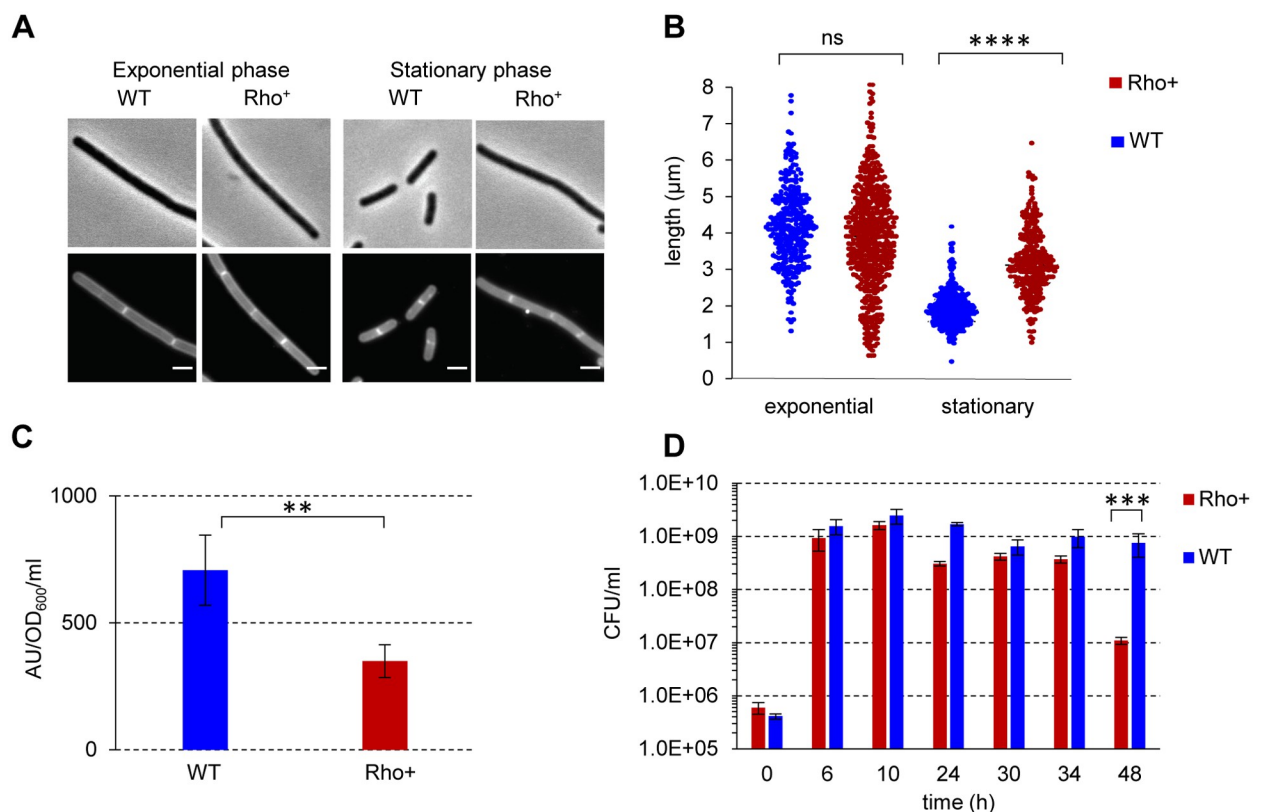 A
Exponential phase
Stationary phase
WT
Rho⁺
WT
Rho⁺
B
ns
****
8
7
6
5
4
3
2
1
0
length (µm)
exponential
stationary
Rho+
WT
C
1000
500
0
AU/OD₆₀₀/ml
**
WT
Rho+
D
1.0E+10
1.0E+09
1.0E+08
1.0E+07
1.0E+06
1.0E+05
CFU/ml
***
Rho+
WT
0 6 10 24 30 34 48
time (h)